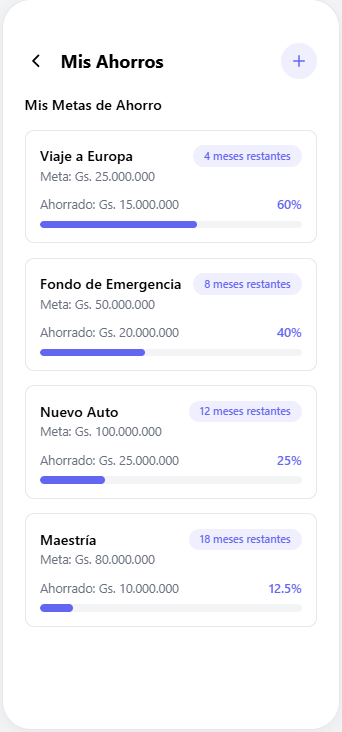 Mis Ahorros
Mis Metas de Ahorro
Viaje a Europa
4 meses restantes
Meta: Gs. 25.000.000
Ahorrado: Gs. 15.000.000
60%
Fondo de Emergencia
8 meses restantes
Meta: Gs. 50.000.000
Ahorrado: Gs. 20.000.000
40%
Nuevo Auto
12 meses restantes
Meta: Gs. 100.000.000
Ahorrado: Gs. 25.000.000
25%
Maestría
18 meses restantes
Meta: Gs. 80.000.000
Ahorrado: Gs. 10.000.000
12.5%